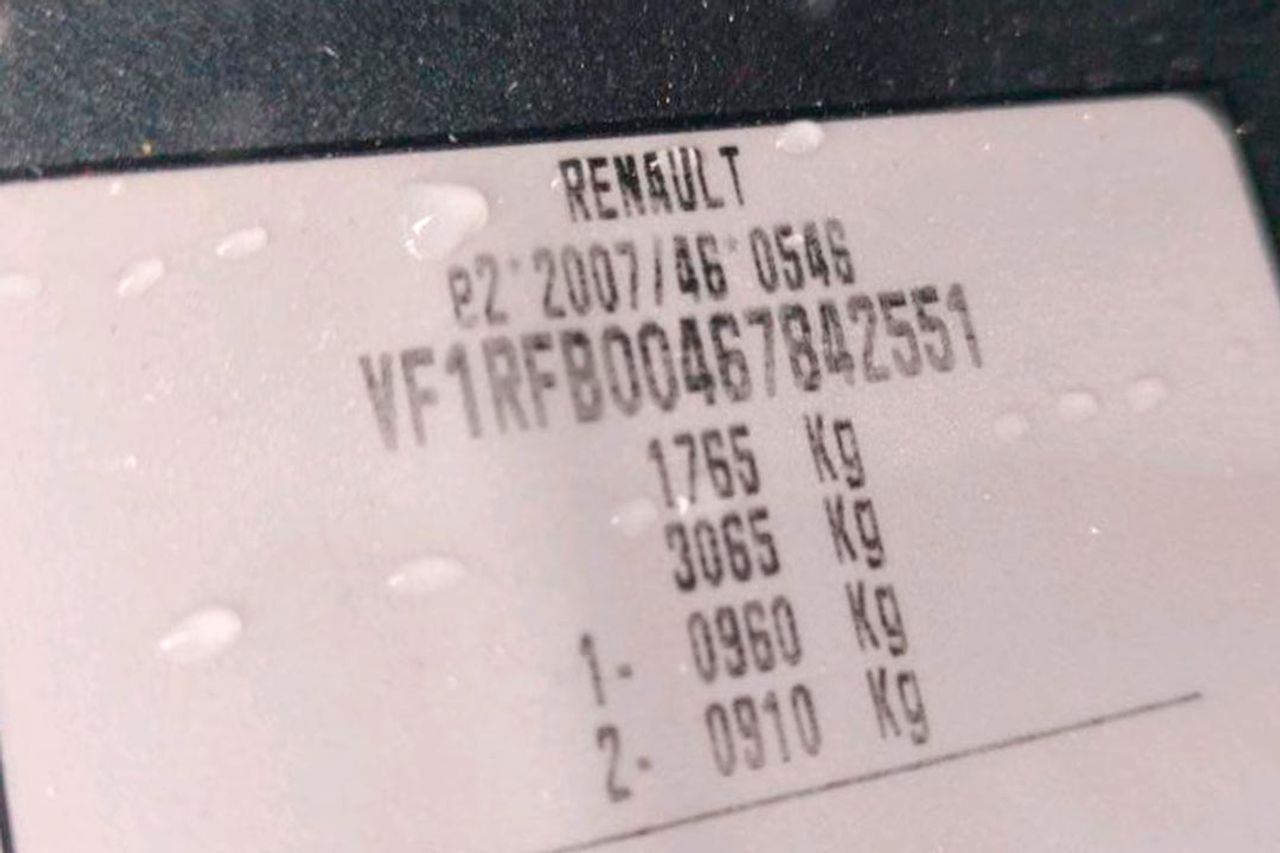 RENAULT
e2*2007/46*0546
VF1RFB00467842551
1765 Kg
3065 Kg
1- 0960 Kg
2- 0910 Kg